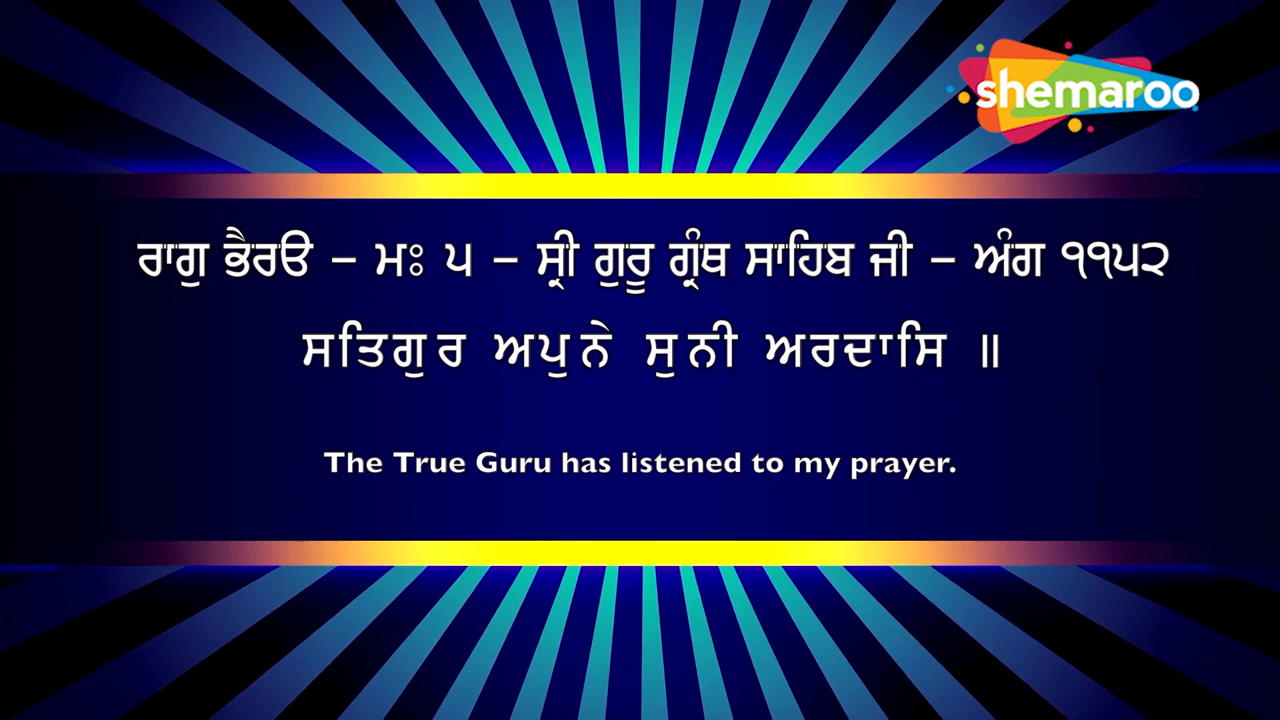 shemaroo
ਰਾਗੁ ਭੈਰਉ – ਮਃ ੫ – ਸ੍ਰੀ ਗੁਰੂ ਗ੍ਰੰਥ ਸਾਹਿਬ ਜੀ – ਅੰਗ ੧੧੫੨
ਸਤਿਗੁਰ ਅਪੁਨੇ ਸੁਨੀ ਅਰਦਾਸਿ ॥
The True Guru has listened to my prayer.